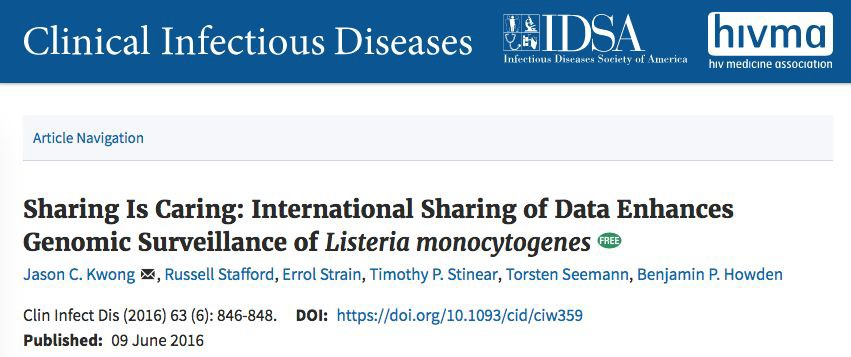 Clinical Infectious Diseases
IDSA
Infectious Diseases Society of America
hivma
hiv medicine association
Article Navigation
Sharing Is Caring: International Sharing of Data Enhances
Genomic Surveillance of Listeria monocytogenes FREE
Jason C. Kwong, Russell Stafford, Errol Strain, Timothy P. Stinear, Torsten Seemann, Benjamin P. Howden
Clin Infect Dis (2016) 63 (6): 846-848. DOI: https://doi.org/10.1093/cid/ciw359
Published: 09 June 2016